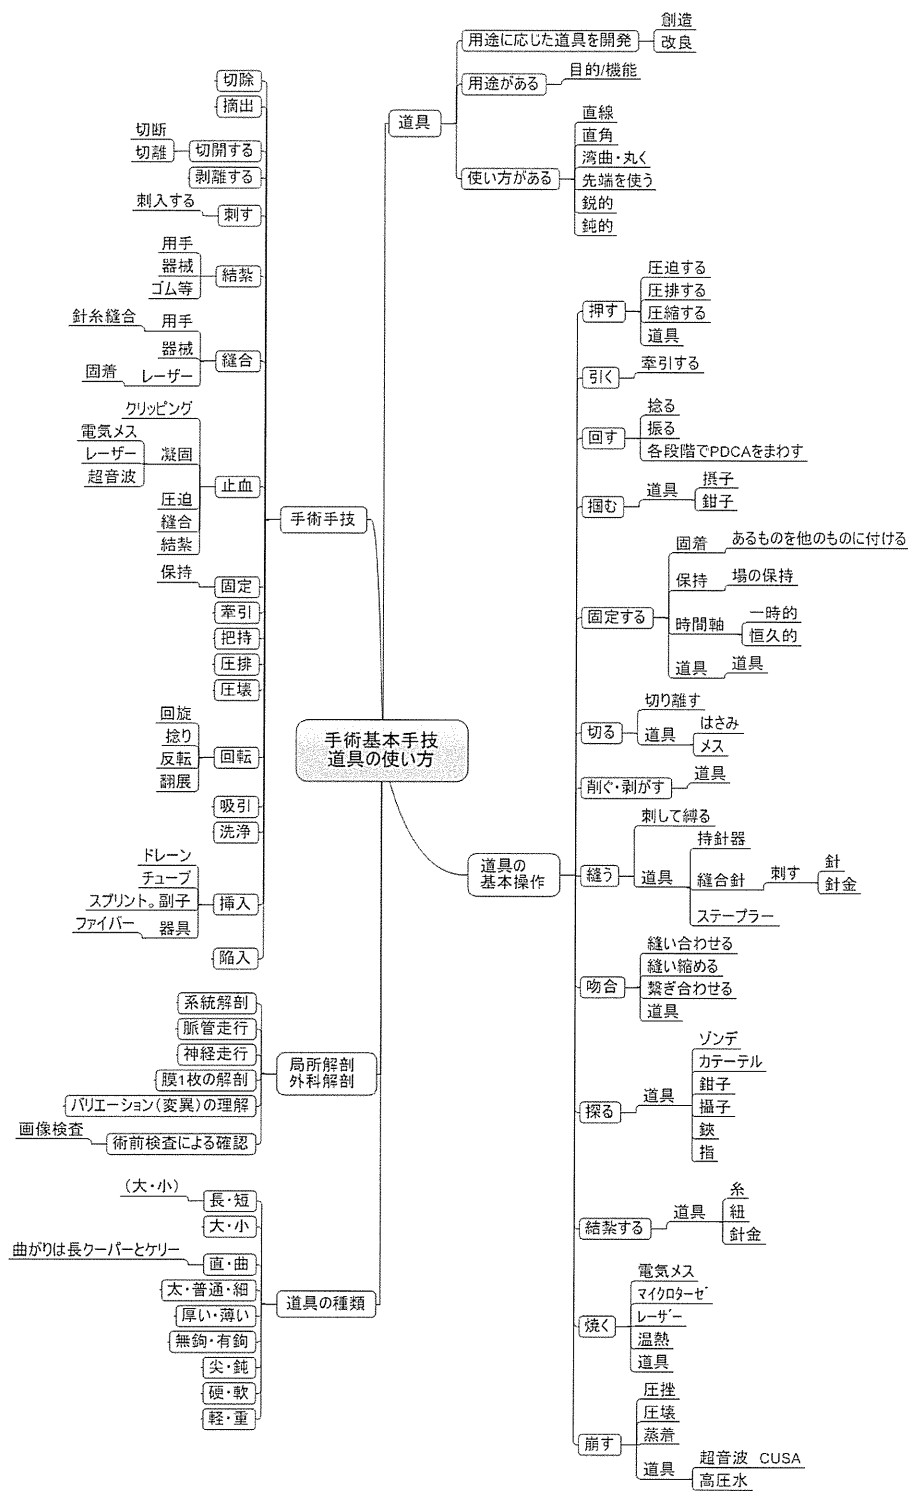 手術基本手技
道具の使い方
道具
用途に応じた道具を開発
創造
改良
用途がある
目的/機能
使い方がある
直線
直角
湾曲・丸く
先端を使う
鋭的
鈍的
道具の
基本操作
押す
圧迫する
圧排する
圧縮する
道具
引く
牽引する
回す
捻る
振る
各段階でPDCAをまわす
掴む
道具
摂子
鉗子
固定する
固着
あるものを他のものに付ける
保持
場の保持
時間軸
一時的
恒久的
道具
道具
切る
切り離す
道具
はさみ
メス
削ぐ・剥がす
道具
縫う
刺して縛る
道具
持針器
縫合針
刺す
針
針金
ステープラー
吻合
縫い合わせる
縫い縮める
繋ぎ合わせる
道具
探る
道具
ゾンデ
カテーテル
鉗子
攝子
鋏
指
結紮する
道具
糸
紐
針金
焼く
電気メス
マイクロターゼ
レーザー
温熱
道具
崩す
圧挫
圧壊
蒸着
道具
超音波 CUSA
高圧水
手術手技
切除
摘出
切開する
切断
切離
剥離する
刺す
刺入する
結紮
用手
器械
ゴム等
縫合
用手
針糸縫合
器械
レーザー
固着
止血
クリッピング
凝固
電気メス
レーザー
超音波
圧迫
縫合
結紮
固定
保持
牽引
把持
圧排
圧壊
回転
回旋
捻り
反転
翻展
吸引
洗浄
挿入
ドレーン
チューブ
スプリント。副子
器具
ファイバー
陥入
局所解剖
外科解剖
系統解剖
脈管走行
神経走行
膜1枚の解剖
バリエーション(変異)の理解
術前検査による確認
画像検査
道具の種類
長・短
(大・小)
大・小
直・曲
曲がりは長クーパーとケリー
太・普通・細
厚い・薄い
無鉤・有鉤
尖・鈍
硬・軟
軽・重